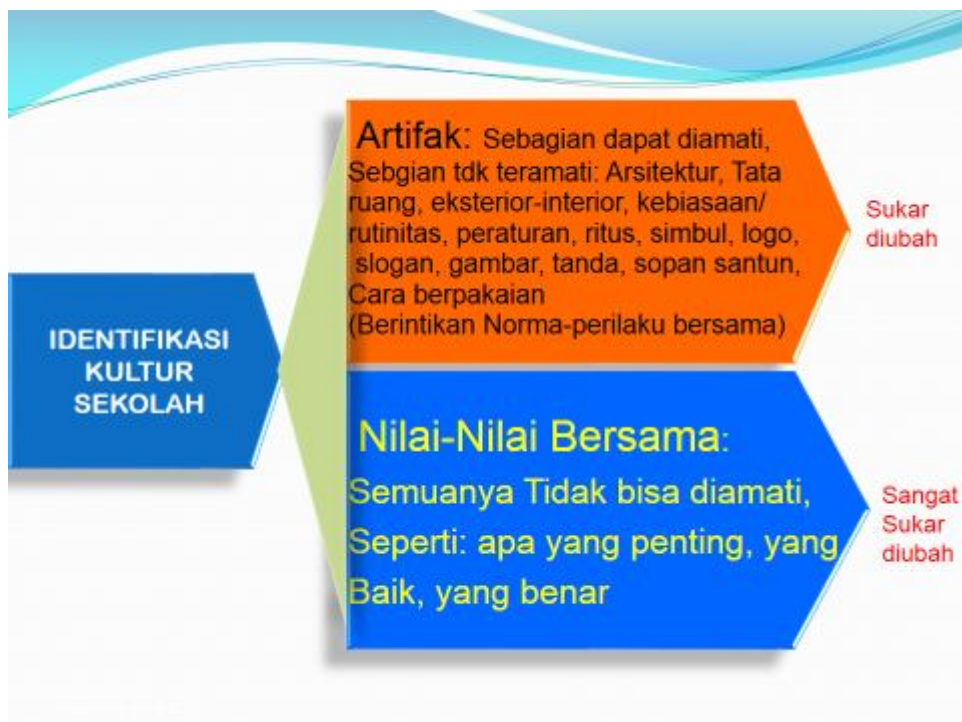 IDENTIFIKASI
KULTUR
SEKOLAH
Artifak: Sebagian dapat diamati,
Sebgian tdk teramati: Arsitektur, Tata
ruang, eksterior-interior, kebiasaan/
rutinitas, peraturan, ritus, simbul, logo,
slogan, gambar, tanda, sopan santun,
Cara berpakaian
(Berintikan Norma-perilaku bersama)
Sukar
diubah
Nilai-Nilai Bersama:
Semuanya Tidak bisa diamati,
Seperti: apa yang penting, yang
Baik, yang benar
Sangat
Sukar
diubah